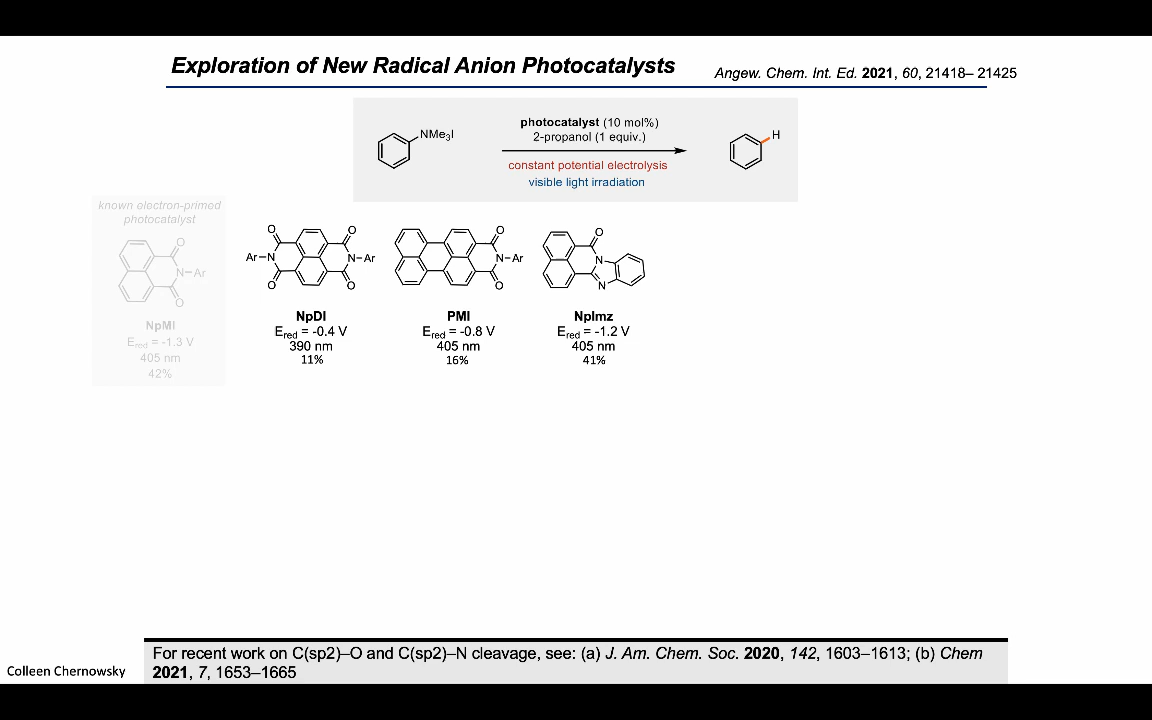 Exploration of New Radical Anion Photocatalysts
Angew. Chem. Int. Ed. 2021, 60, 21418– 21425
NMe3I
photocatalyst (10 mol%)
2-propanol (1 equiv.)
constant potential electrolysis
visible light irradiation
H
known electron-primed
photocatalyst
O
N–Ar
O
NpMI
Ered = -1.3 V
405 nm
42%
O O
Ar–N N–Ar
O O
NpDI
Ered = -0.4 V
390 nm
11%
O
N–Ar
O
PMI
Ered = -0.8 V
405 nm
16%
O
N
N
NpImz
Ered = -1.2 V
405 nm
41%
For recent work on C(sp2)–O and C(sp2)–N cleavage, see: (a) J. Am. Chem. Soc. 2020, 142, 1603–1613; (b) Chem
2021, 7, 1653–1665
Colleen Chernowsky